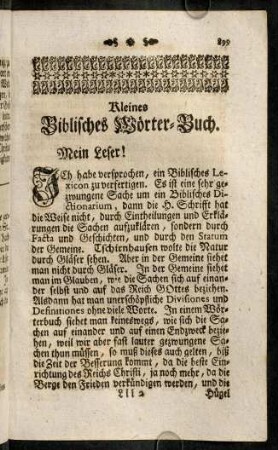 899
Kleines
Biblisches Wörter-Buch.
Mein Leser!
ICh habe versprochen, ein Biblisches Le-
xicon zu verfertigen. Es ist eine sehr ge-
zwungene Sache um ein Biblisches Di-
ctionarium, dann die H. Schrifft hat
die Weise nicht, durch Eintheilungen und Erklä-
rungen die Sachen aufzuklären, sondern durch
Facta und Geschichten, und durch den Statum
der Gemeine. Tschirnhausen wolte die Natur
durch Gläser sehen. Aber in der Gemeine siehet
man nicht durch Gläser. In der Gemeine siehet
man im Glauben, wie die Sachen sich auf einan-
der selbst und auf das Reich GOttes beziehen.
Alsdann hat man unerschöpfliche Divisiones und
Definitiones ohne viele Worte. In einem Wör-
terbuch siehet man keineswegs, wie sich die Sa-
chen auf einander und auf einen Endzweck bezie-
hen, weil wir aber fast lauter gezwungene Sa-
chen thun müssen, so muß dieses auch gelten, biß
die Zeit der Besserung kommt, da die beste Ein-
richtung des Reichs Christi, ja noch mehr, da die
Berge den Frieden verkündigen werden, und die
Lll 2 Hügel